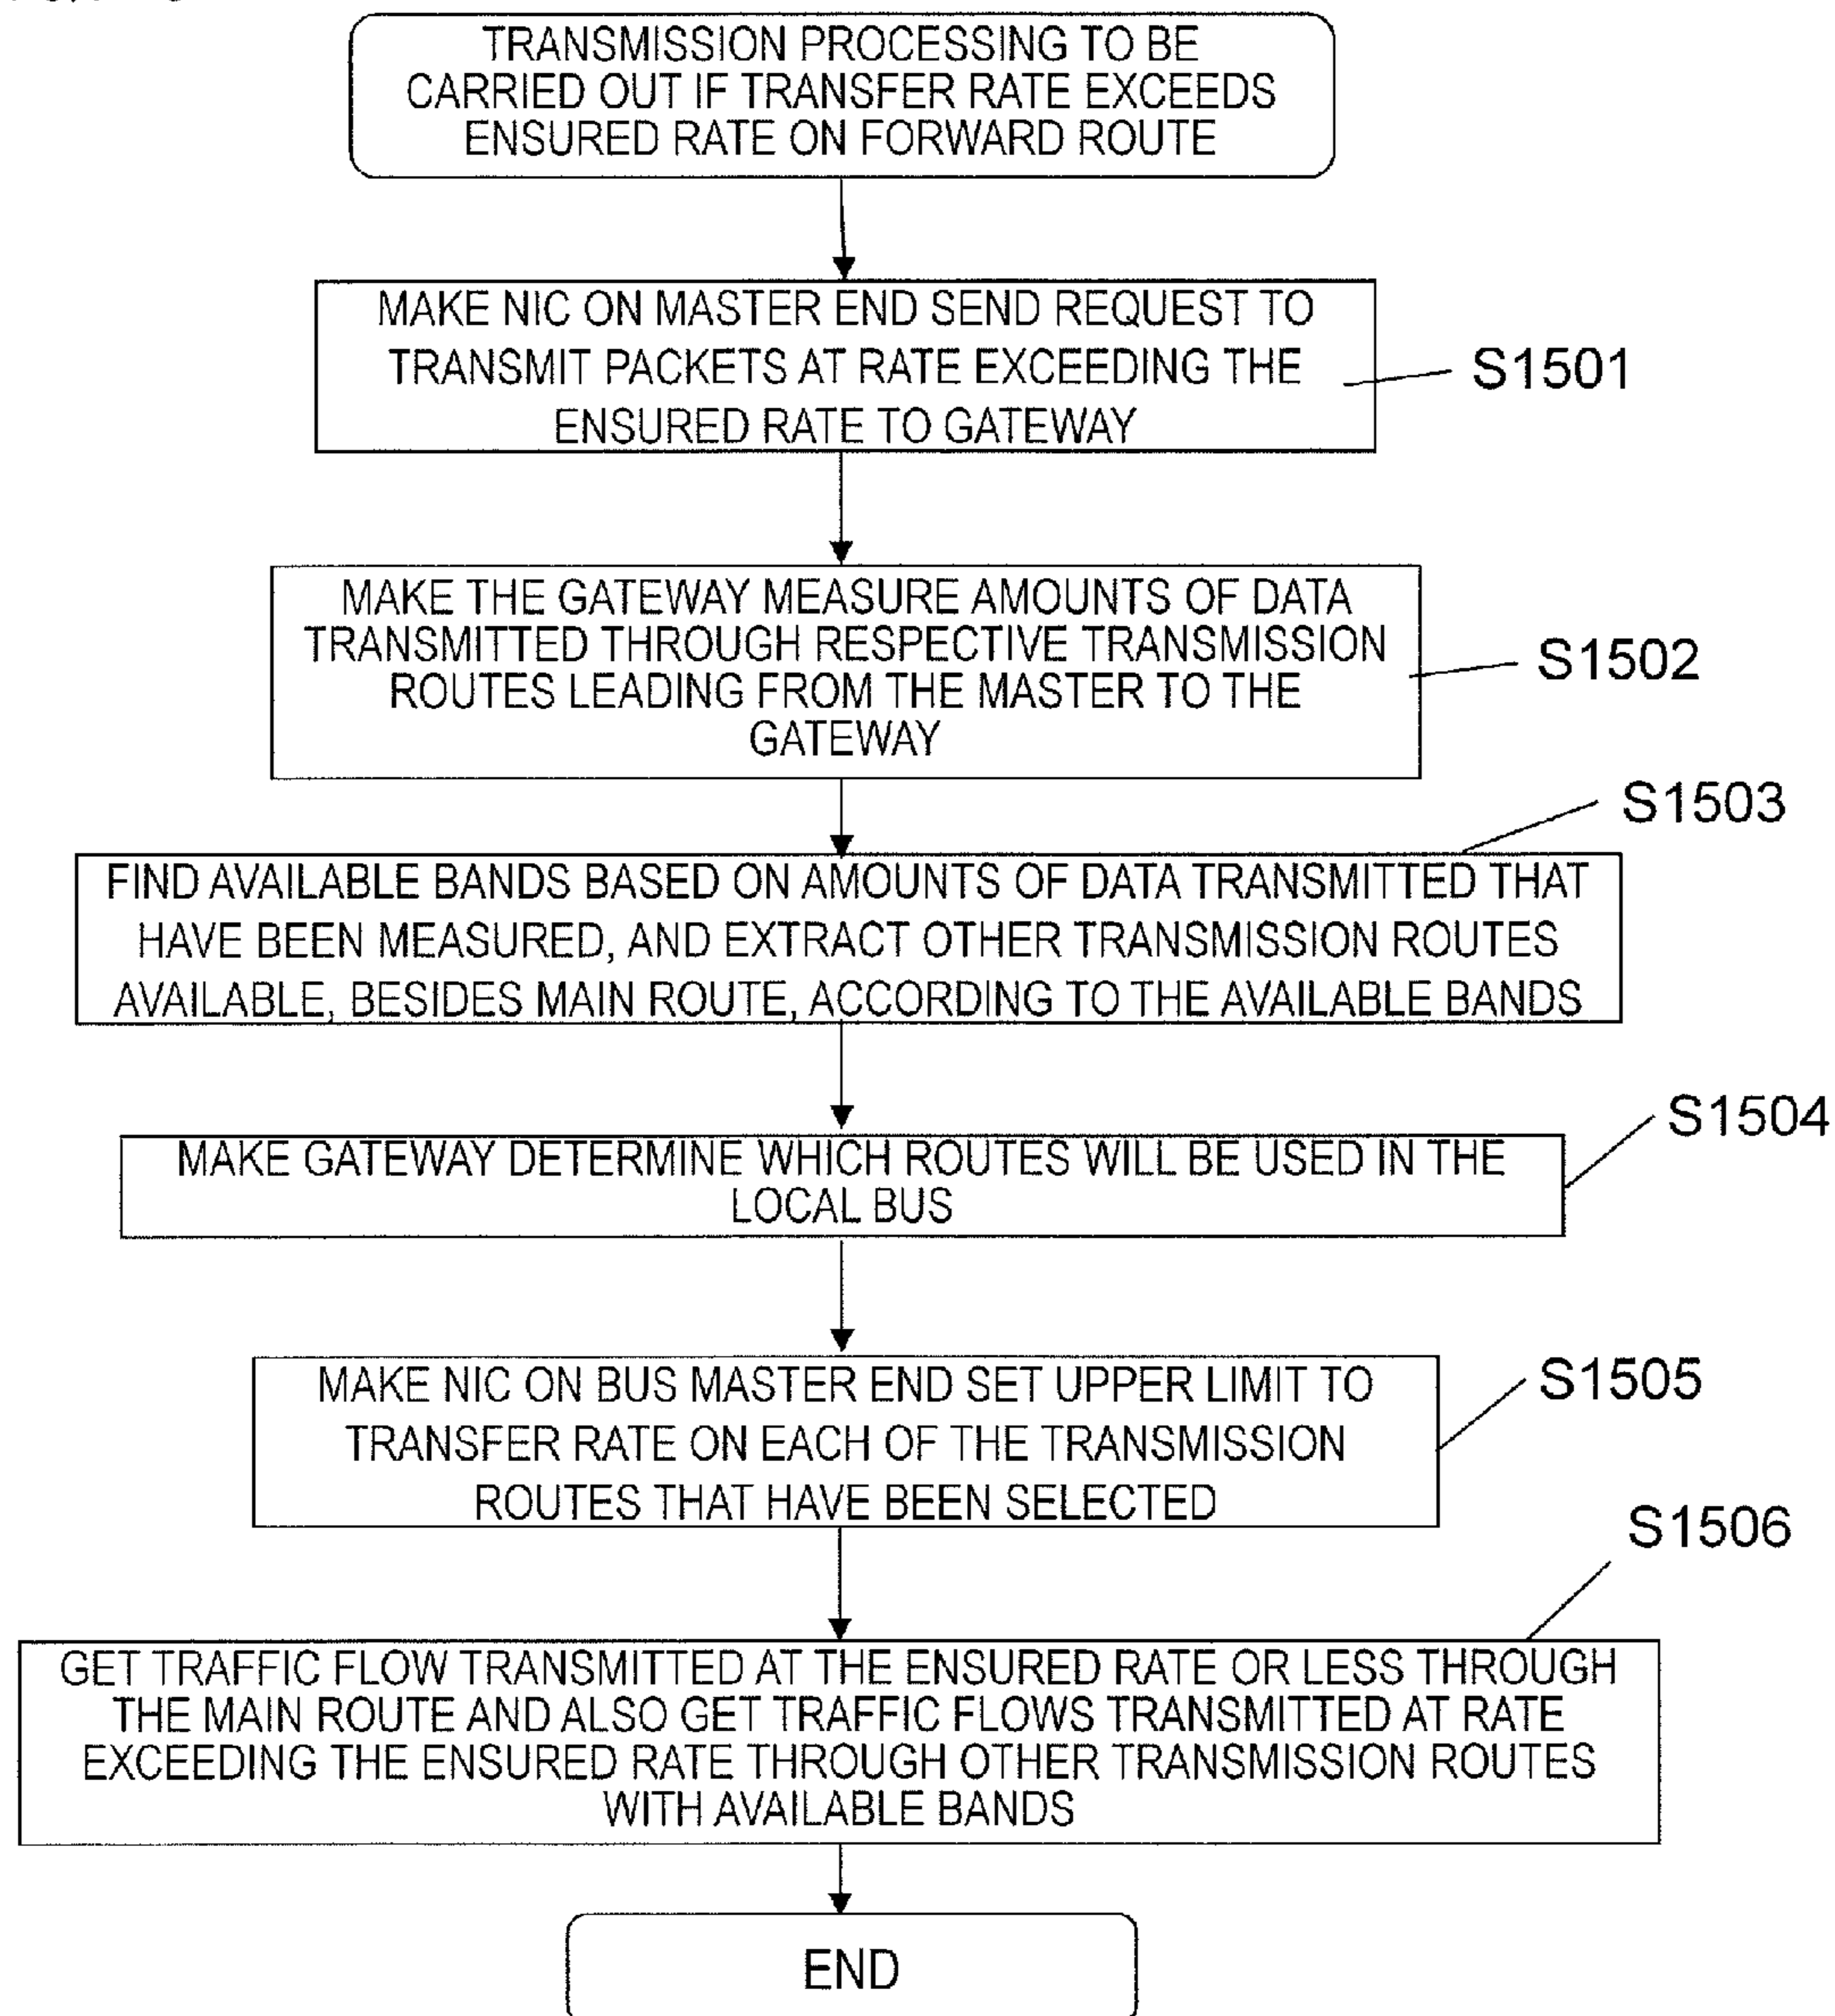 TRANSMISSION PROCESSING TO BE
CARRIED OUT IF TRANSFER RATE EXCEEDS
ENSURED RATE ON FORWARD ROUTE
MAKE NIC ON MASTER END SEND REQUEST TO
TRANSMIT PACKETS AT RATE EXCEEDING THE
ENSURED RATE TO GATEWAY
S1501
MAKE THE GATEWAY MEASURE AMOUNTS OF DATA
TRANSMITTED THROUGH RESPECTIVE TRANSMISSION
ROUTES LEADING FROM THE MASTER TO THE
GATEWAY
S1502
S1503
FIND AVAILABLE BANDS BASED ON AMOUNTS OF DATA TRANSMITTED THAT
HAVE BEEN MEASURED, AND EXTRACT OTHER TRANSMISSION ROUTES
AVAILABLE, BESIDES MAIN ROUTE, ACCORDING TO THE AVAILABLE BANDS
S1504
MAKE GATEWAY DETERMINE WHICH ROUTES WILL BE USED IN THE
LOCAL BUS
MAKE NIC ON BUS MASTER END SET UPPER LIMIT TO
TRANSFER RATE ON EACH OF THE TRANSMISSION
ROUTES THAT HAVE BEEN SELECTED
S1505
S1506
GET TRAFFIC FLOW TRANSMITTED AT THE ENSURED RATE OR LESS THROUGH
THE MAIN ROUTE AND ALSO GET TRAFFIC FLOWS TRANSMITTED AT RATE
EXCEEDING THE ENSURED RATE THROUGH OTHER TRANSMISSION ROUTES
WITH AVAILABLE BANDS
END